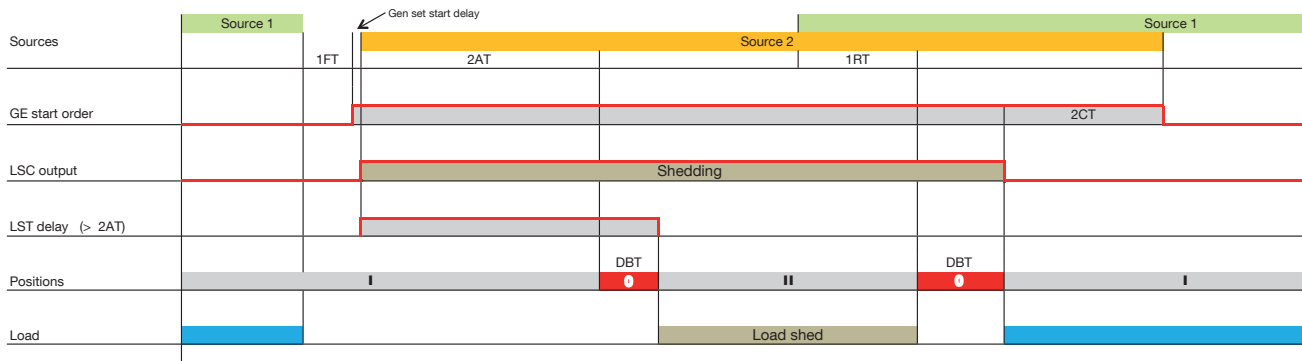 Gen set start delay
Source 1
Source 1
Sources
Source 2
1FT
2AT
1RT
GE start order
2CT
LSC output
Shedding
LST delay (> 2AT)
DBT
DBT
Positions
I
0
II
0
I
Load
Load shed